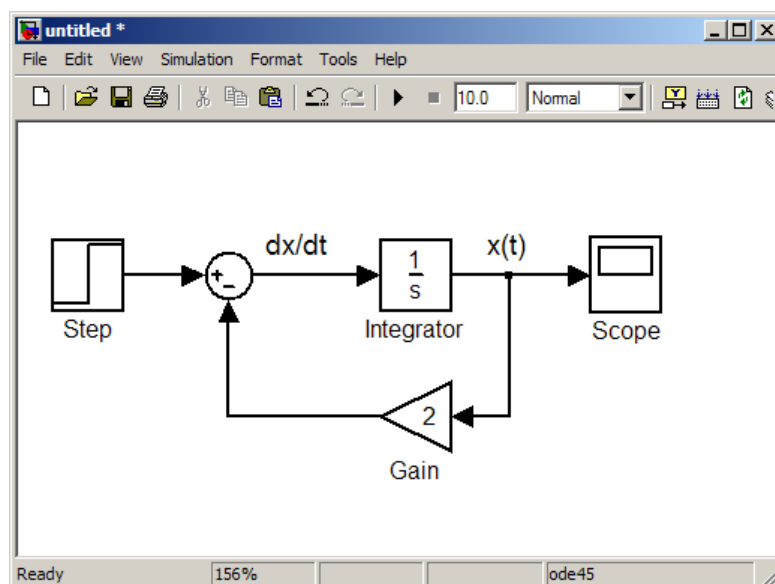 untitled *
File Edit View Simulation Format Tools Help
10.0 Normal
dx/dt x(t)
+ 1
− s
Step Integrator Scope
2
Gain
Ready 156% ode45